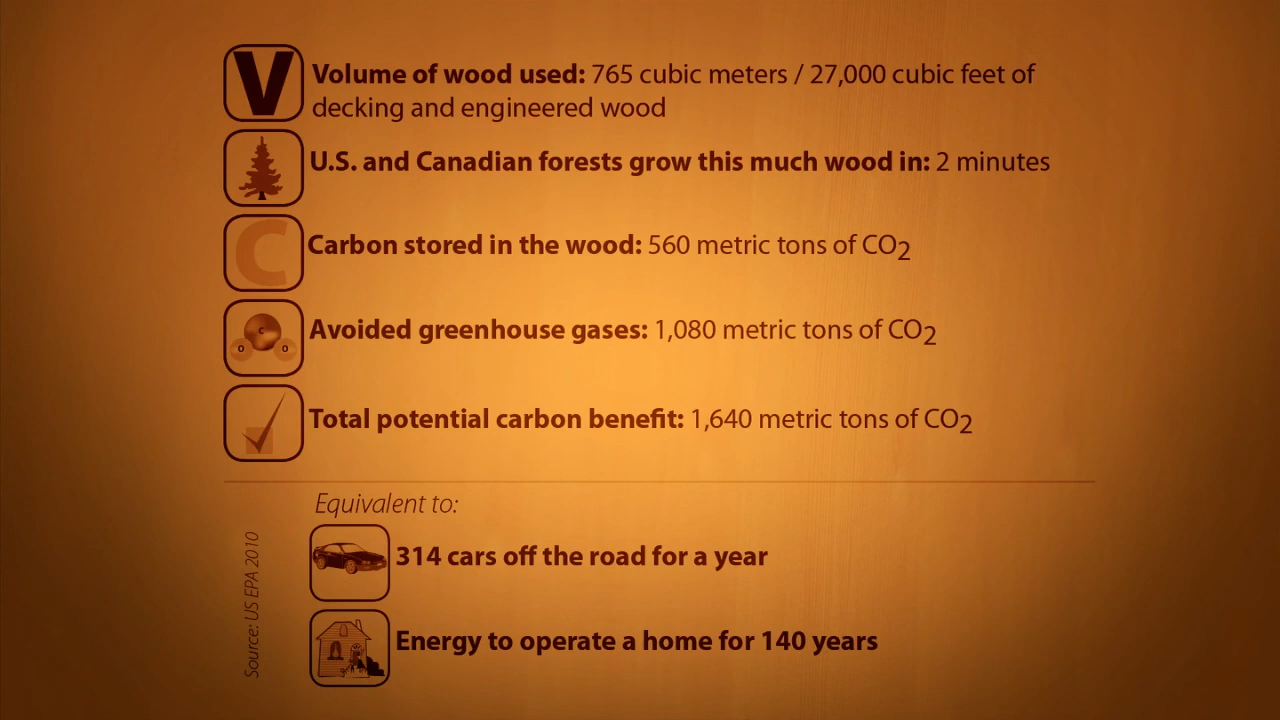 V
Volume of wood used: 765 cubic meters / 27,000 cubic feet of
decking and engineered wood
U.S. and Canadian forests grow this much wood in: 2 minutes
C
Carbon stored in the wood: 560 metric tons of CO2
C
O O
Avoided greenhouse gases: 1,080 metric tons of CO2
Total potential carbon benefit: 1,640 metric tons of CO2
Equivalent to:
314 cars off the road for a year
Energy to operate a home for 140 years
Source: US EPA 2010